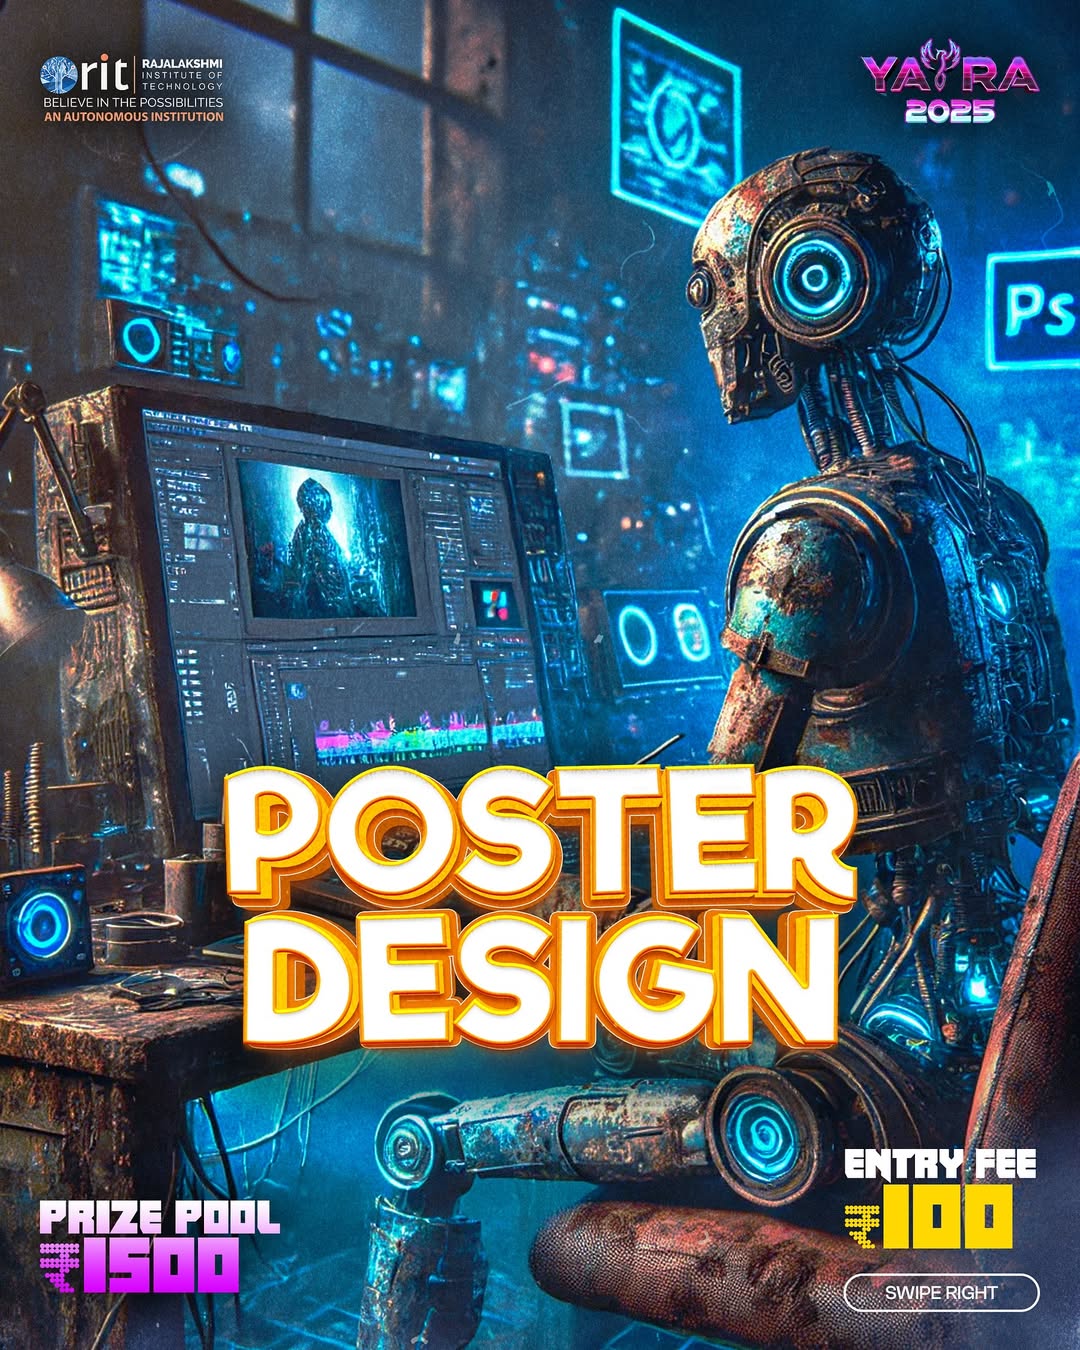 rit
RAJALAKSHMI
INSTITUTE OF
TECHNOLOGY
BELIEVE IN THE POSSIBILITIES
AN AUTONOMOUS INSTITUTION
YAYRA
2025
Ps
POSTER
DESIGN
PRIZE POOL
₹1500
ENTRY FEE
₹100
SWIPE RIGHT